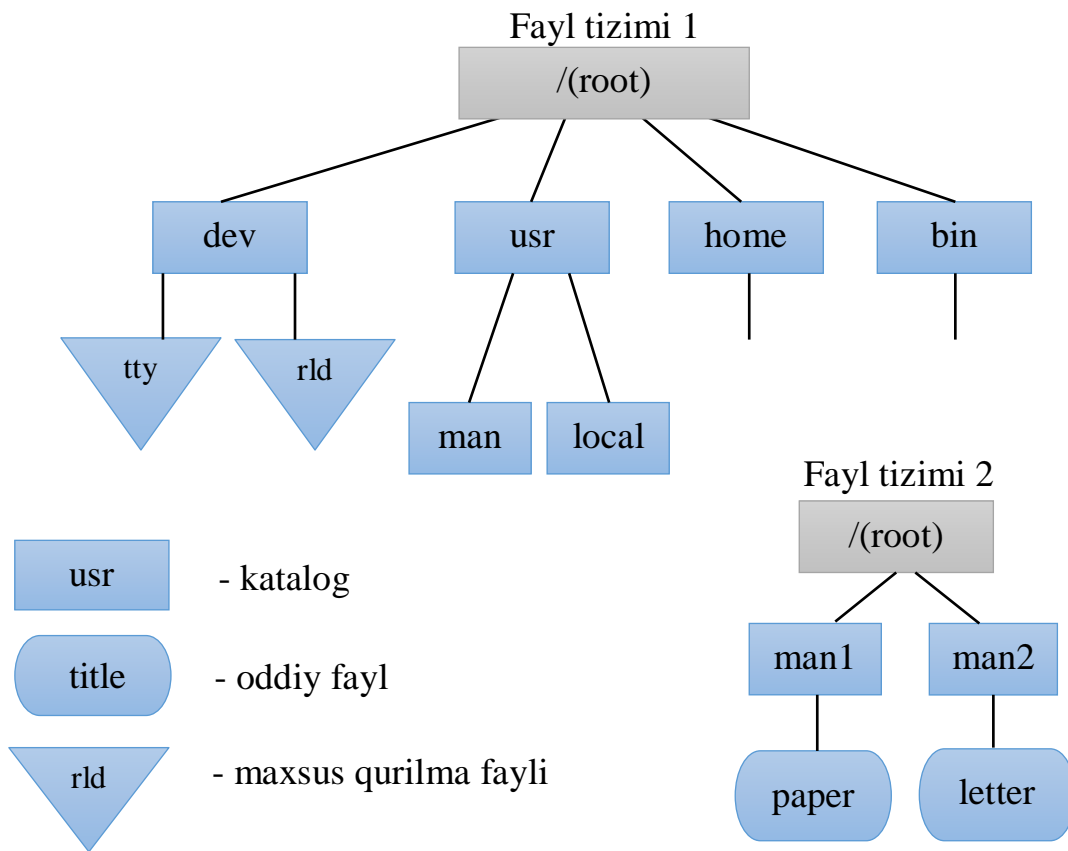 Fayl tizimi 1
/(root)
dev
usr
home
bin
tty
rld
man
local
Fayl tizimi 2
/(root)
man1
man2
paper
letter
usr
- katalog
title
- oddiy fayl
rld
- maxsus qurilma fayli